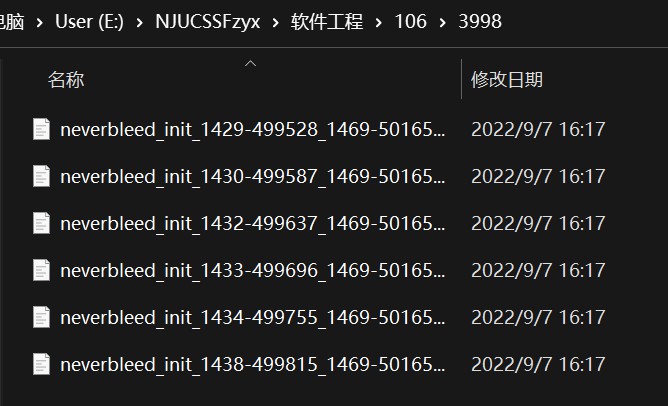 电脑 > User (E:) > NJUCSSFzyx > 软件工程 > 106 > 3998
名称 修改日期
neverbleed_init_1429-499528_1469-50165... 2022/9/7 16:17
neverbleed_init_1430-499587_1469-50165... 2022/9/7 16:17
neverbleed_init_1432-499637_1469-50165... 2022/9/7 16:17
neverbleed_init_1433-499696_1469-50165... 2022/9/7 16:17
neverbleed_init_1434-499755_1469-50165... 2022/9/7 16:17
neverbleed_init_1438-499815_1469-50165... 2022/9/7 16:17